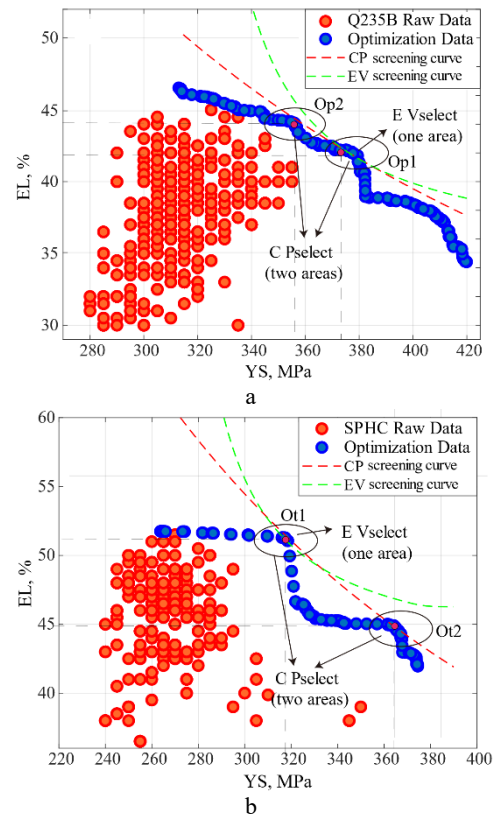 Q235B Raw Data
Optimization Data
CP screening curve
EV screening curve
50
45
40
35
30
EL, %
Op2
E Vselect
(one area)
Op1
C Pselect
(two areas)
280 300 320 340 360 380 400 420
YS, MPa
a
60
55
50
45
40
EL, %
SPHC Raw Data
Optimization Data
CP screening curve
EV screening curve
Ot1
E Vselect
(one area)
Ot2
C Pselect
(two areas)
220 240 260 280 300 320 340 360 380 400
YS, MPa
b